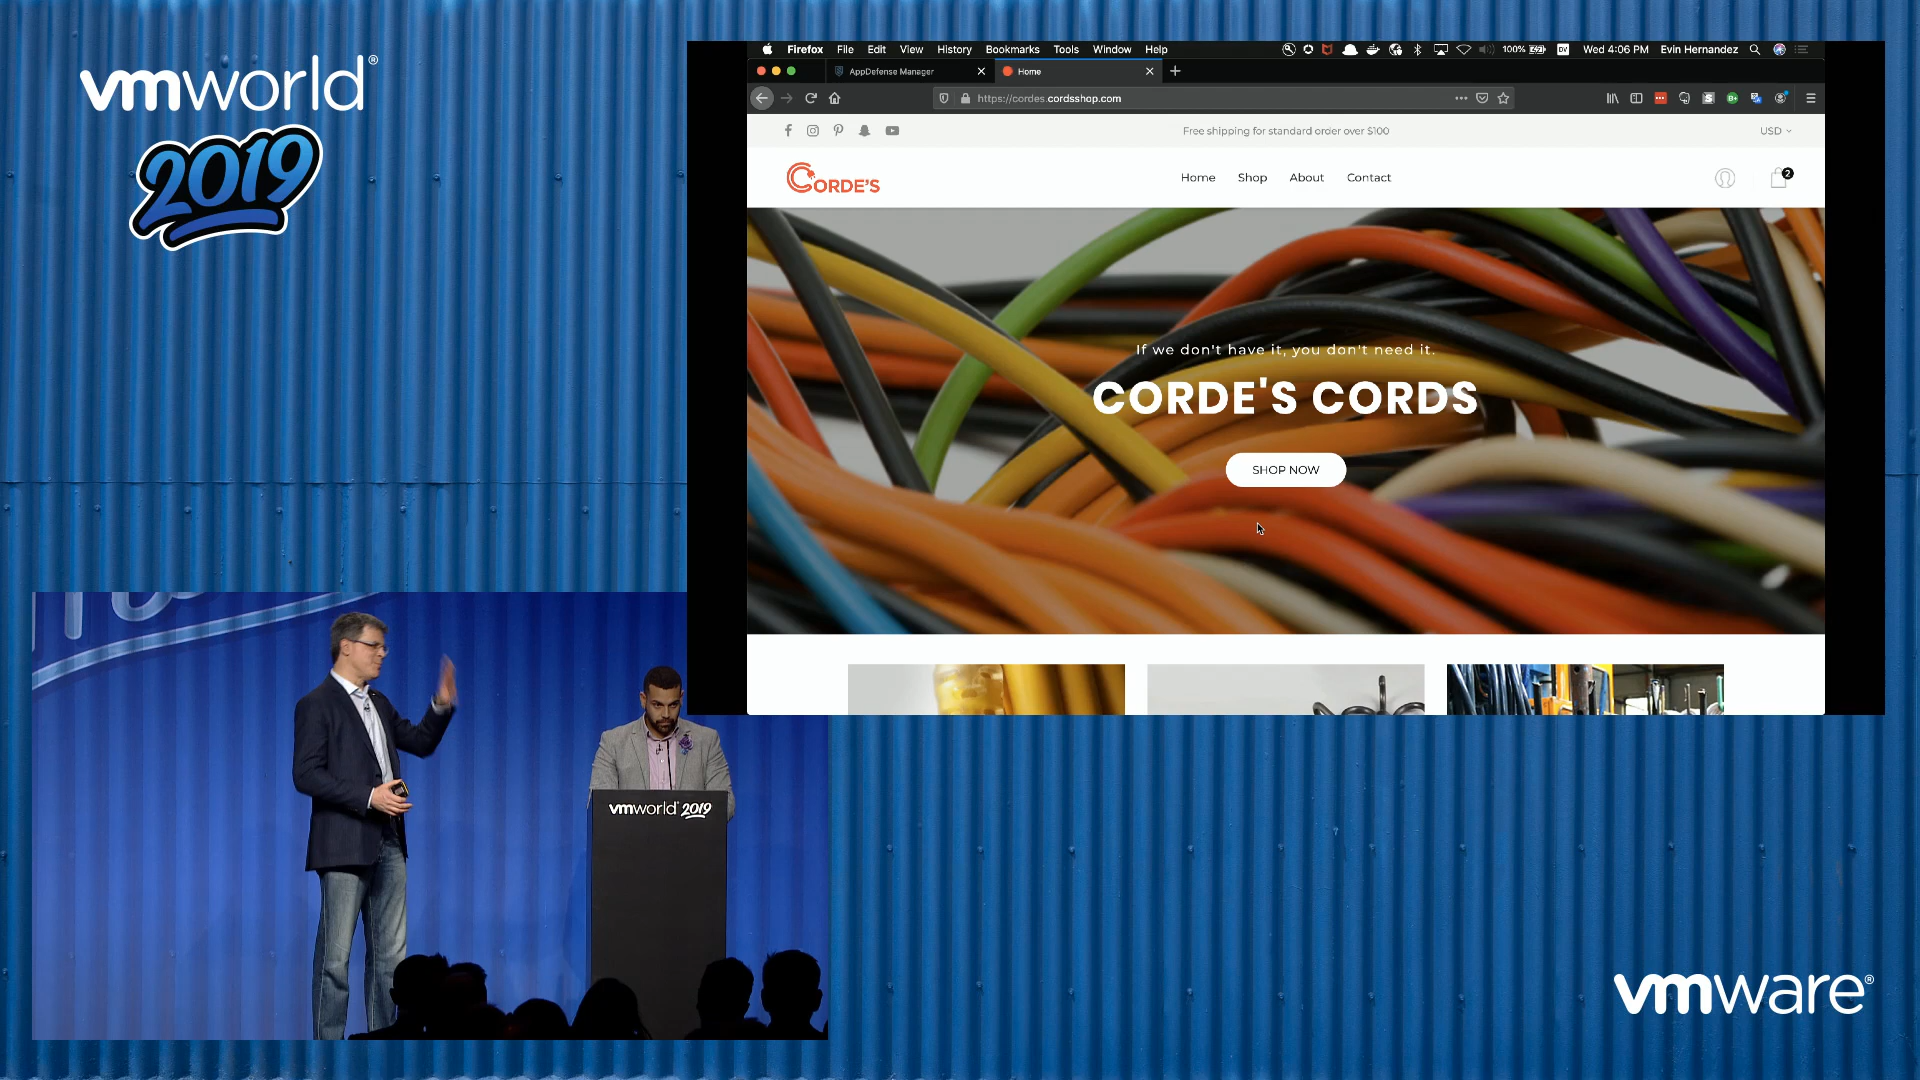 vmworld®
2019
Firefox File Edit View History Bookmarks Tools Window Help 100% DV Wed 4:06 PM Evin Hernandez
AppDefense Manager Home
https://cordes.cordsshop.com
Free shipping for standard order over $100 USD
CORDE'S Home Shop About Contact 2
If we don't have it, you don't need it.
CORDE'S CORDS
SHOP NOW
vmworld® 2019
vmware®